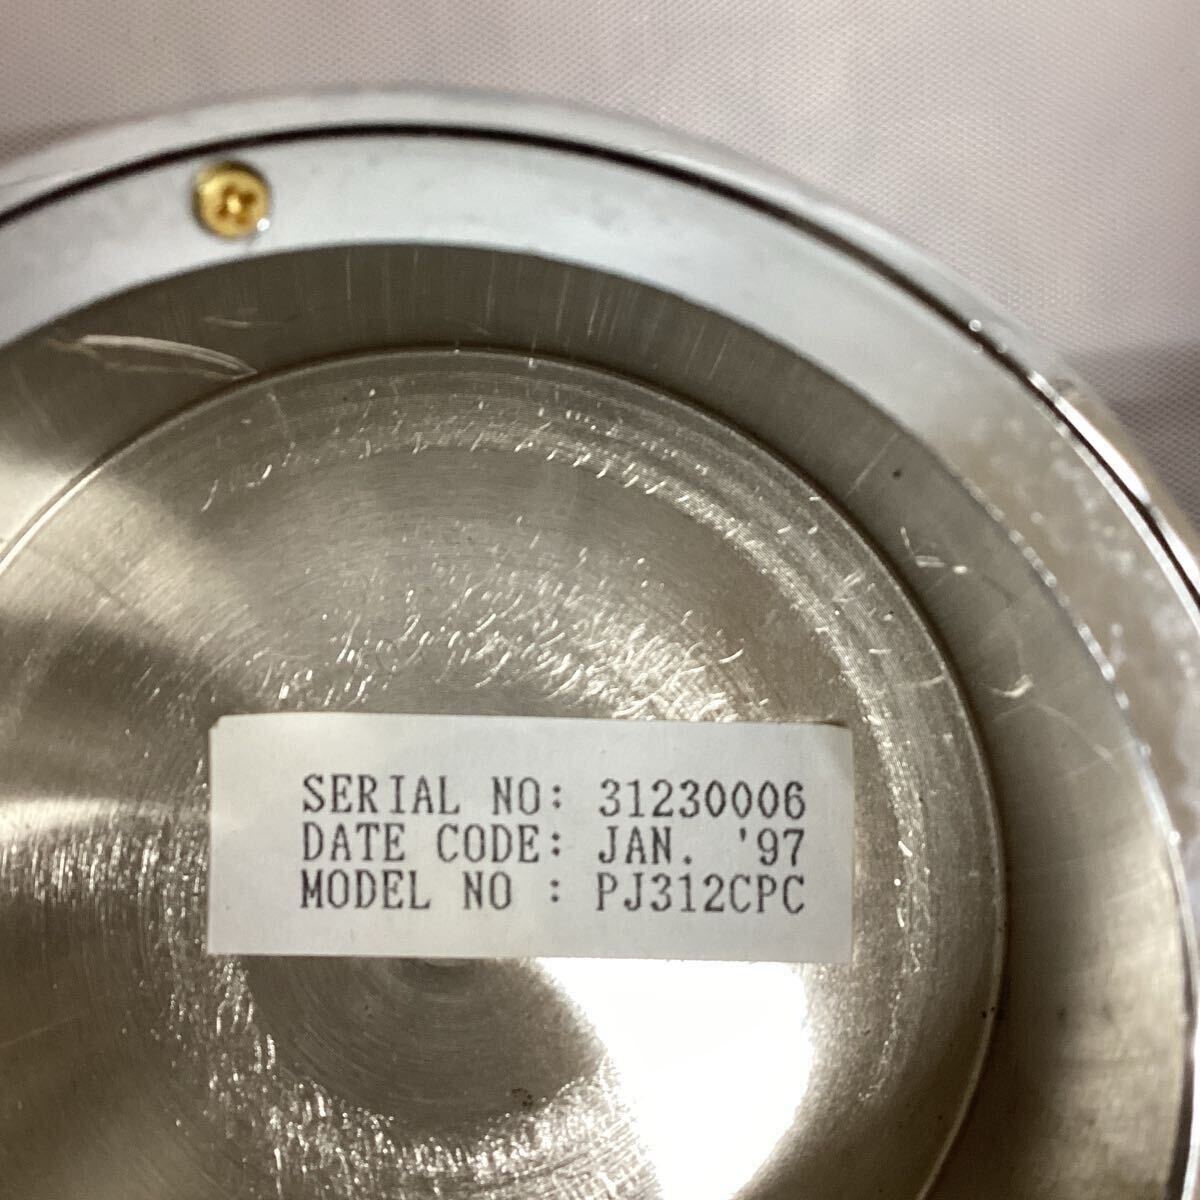 SERIAL NO: 31230006
DATE CODE: JAN. '97
MODEL NO : PJ312CPC